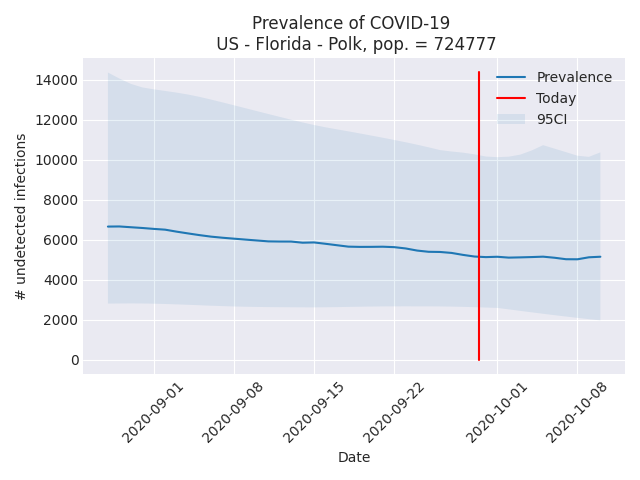 Prevalence of COVID-19
US - Florida - Polk, pop. = 724777
Prevalence
Today
95CI
# undetected infections
14000
12000
10000
8000
6000
4000
2000
0
2020-09-01
2020-09-08
2020-09-15
2020-09-22
2020-10-01
2020-10-08
Date